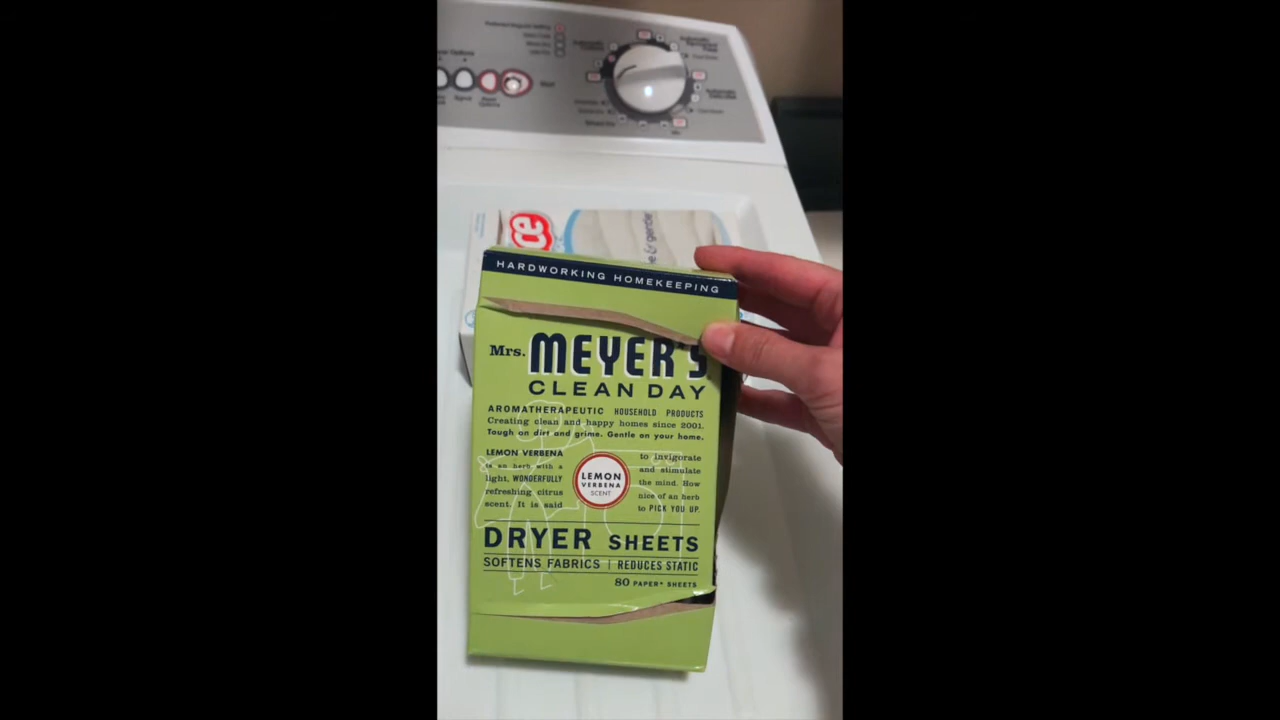 Start
ce
e & gentle
HARDWORKING HOMEKEEPING
Mrs. MEYER'S
CLEAN DAY
AROMATHERAPEUTIC HOUSEHOLD PRODUCTS
Creating clean and happy homes since 2001.
Tough on dirt and grime. Gentle on your home.
LEMON VERBENA
is an herb with a
light, WONDERFULLY
refreshing citrus
scent. It is said
LEMON
VERBENA
SCENT
to invigorate
and stimulate
the mind. How
nice of an herb
to PICK YOU UP.
DRYER SHEETS
SOFTENS FABRICS | REDUCES STATIC
80 PAPER* SHEETS